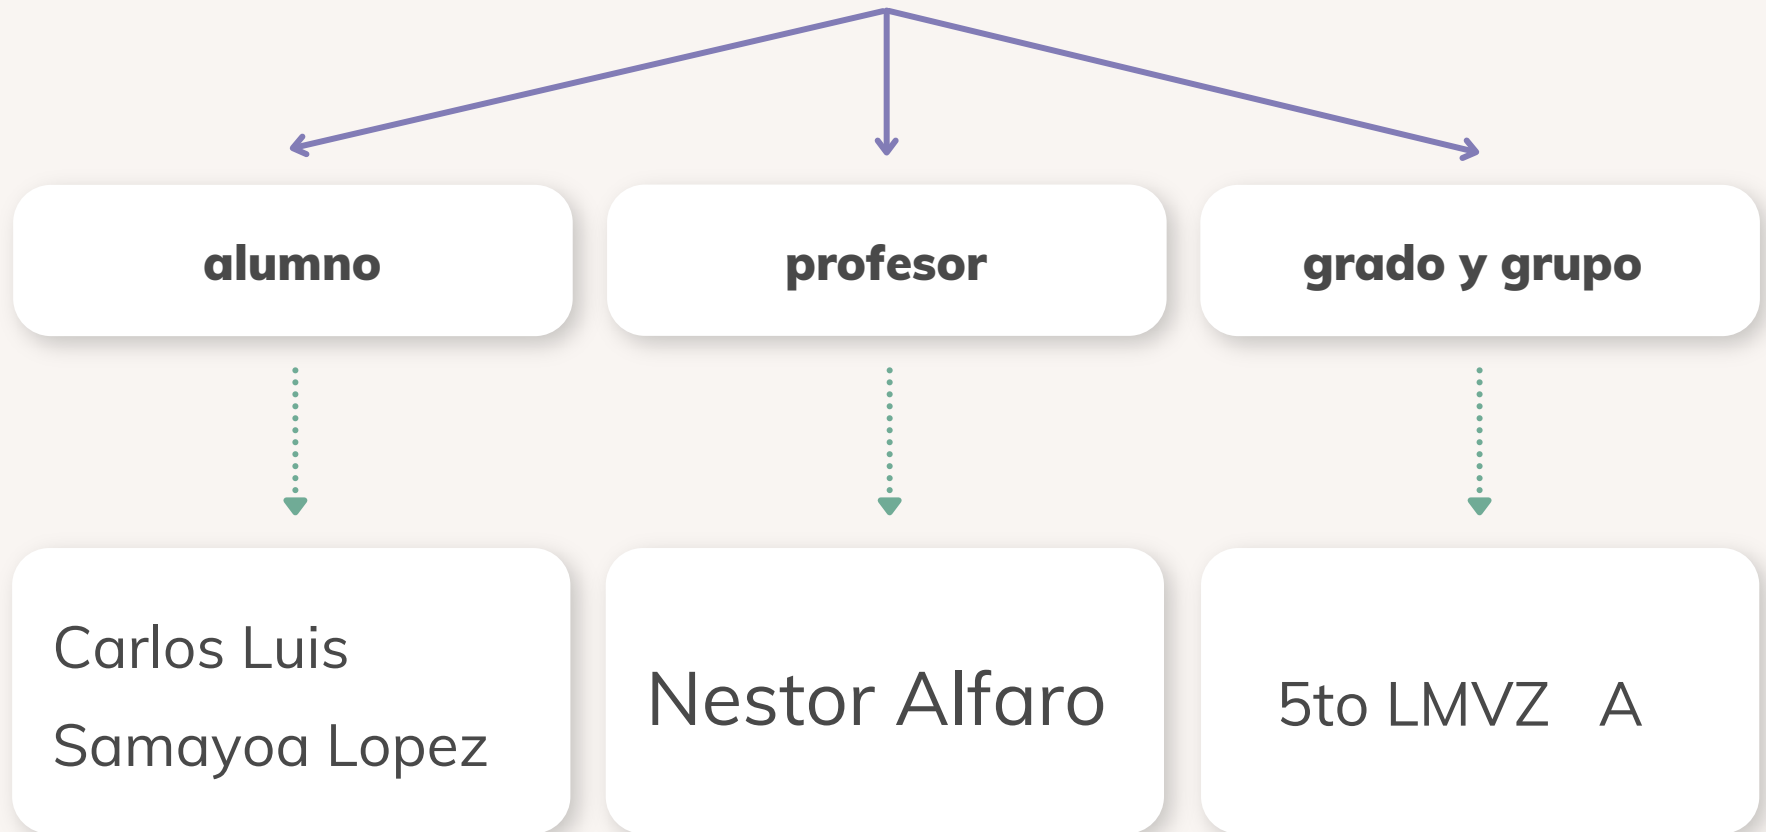 alumno
profesor
grado y grupo
Carlos Luis
Samayoa Lopez
Nestor Alfaro
5to LMVZ A